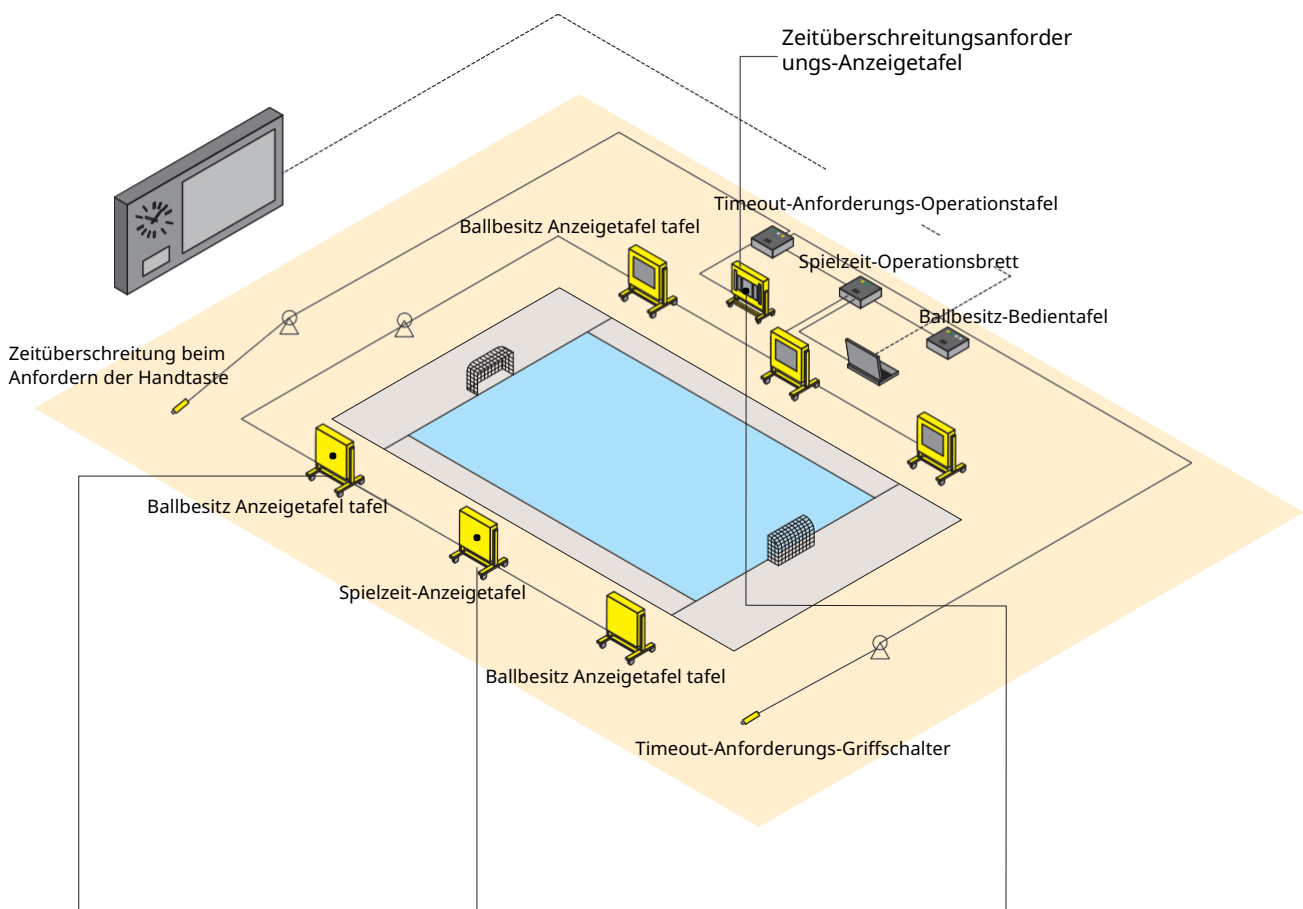 Zeitüberschreitungsanforder
ungs-Anzeigetafel
Timeout-Anforderungs-Operationstafel
Ballbesitz Anzeigetafel tafel
Spielzeit-Operationsbrett
Ballbesitz-Bedientafel
Zeitüberschreitung beim
Anfordern der Handtaste
Ballbesitz Anzeigetafel tafel
Spielzeit-Anzeigetafel
Ballbesitz Anzeigetafel tafel
Timeout-Anforderungs-Griffschalter